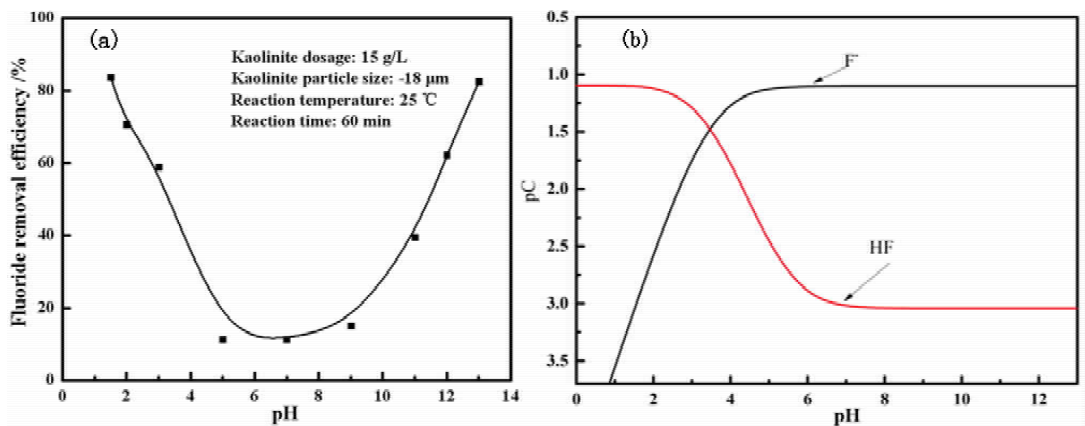 (a)
Kaolinite dosage: 15 g/L
Kaolinite particle size: -18 μm
Reaction temperature: 25 ℃
Reaction time: 60 min
Fluoride removal efficiency /%
100
80
60
40
20
0
0 2 4 6 8 10 12 14
pH
(b)
F⁻
HF
pC
0.5
1.0
1.5
2.0
2.5
3.0
3.5
0 2 4 6 8 10 12
pH